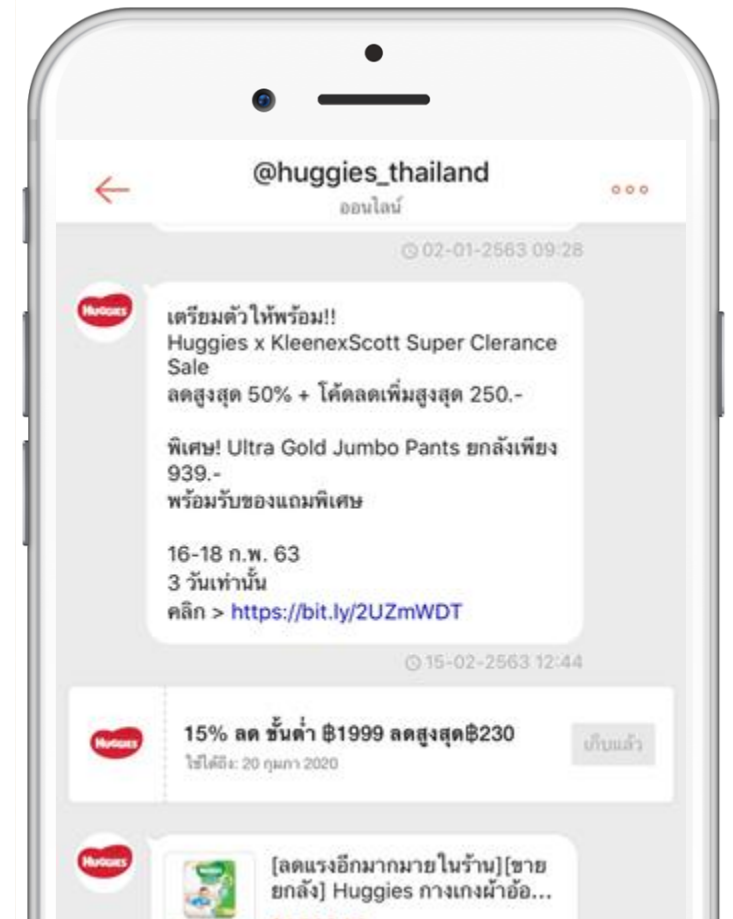 @huggies_thailand
ออนไลน์
02-01-2563 09:28
HUGGIES
เตรียมตัวให้พร้อม!!
Huggies x KleenexScott Super Clerance
Sale
ลดสูงสุด 50% + โค้ดลดเพิ่มสูงสุด 250.-
พิเศษ! Ultra Gold Jumbo Pants ยกลังเพียง
939.-
พร้อมรับของแถมพิเศษ
16-18 ก.พ. 63
3 วันเท่านั้น
คลิก > https://bit.ly/2UZmWDT
15-02-2563 12:44
HUGGIES
15% ลด ขั้นต่ำ ฿1999 ลดสูงสุด฿230
ใช้ได้ถึง: 20 กุมภา 2020
เก็บแล้ว
HUGGIES
[ลดแรงอีกมากมายในร้าน][ขาย
ยกลัง] Huggies กางเกงผ้าอ้อ...